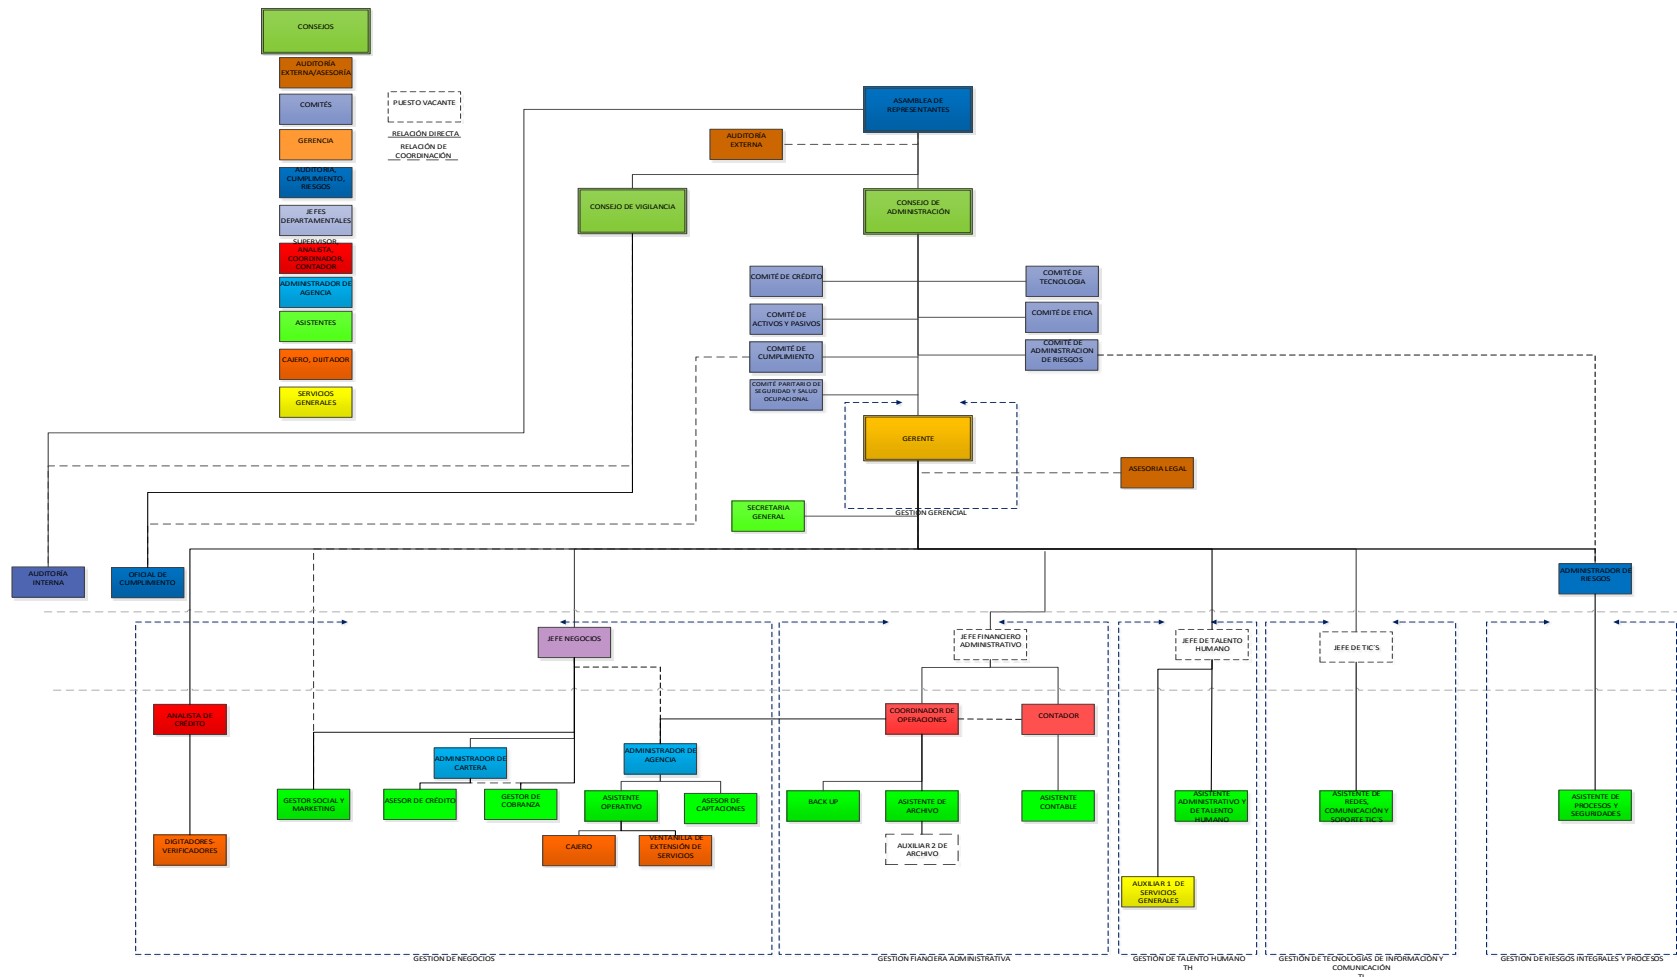 CONSEJOS
AUDITORÍA
EXTERNA/ASESORÍA
COMITÉS
GERENCIA
AUDITORIA,
CUMPLIMIENTO,
RIESGOS
JEFES
DEPARTAMENTALES
SUPERVISOR,
ANALISTA,
COORDINADOR,
CONTADOR
ADMINISTRADOR DE
AGENCIA
ASISTENTES
CAJERO, DIJITADOR
SERVICIOS
GENERALES
PUESTO VACANTE
RELACIÓN DIRECTA
RELACIÓN DE
COORDINACIÓN
ASAMBLEA DE
REPRESENTANTES
AUDITORÍA
EXTERNA
CONSEJO DE VIGILANCIA
CONSEJO DE
ADMINISTRACIÓN
COMITÉ DE CRÉDITO
COMITÉ DE
TECNOLOGIA
COMITÉ DE
ACTIVOS Y PASIVOS
COMITÉ DE ETICA
COMITÉ DE
CUMPLIMIENTO
COMITÉ DE
ADMINISTRACION
DE RIESGOS
COMITÉ PARITARIO DE
SEGURIDAD Y SALUD
OCUPACIONAL
GERENTE
ASESORIA LEGAL
SECRETARIA
GENERAL
GESTIÓN GERENCIAL
AUDITORÍA
INTERNA
OFICIAL DE
CUMPLIMIENTO
ADMINISTRADOR DE
RIESGOS
JEFE NEGOCIOS
JEFE FINANCIERO
ADMINISTRATIVO
JEFE DE TALENTO
HUMANO
JEFE DE TIC'S
ANALISTA DE
CRÉDITO
COORDINADOR DE
OPERACIONES
CONTADOR
ADMINISTRADOR DE
CARTERA
ADMINISTRADOR DE
AGENCIA
GESTOR SOCIAL Y
MARKETING
ASESOR DE CRÉDITO
GESTOR DE
COBRANZA
ASISTENTE
OPERATIVO
ASESOR DE
CAPTACIONES
BACK UP
ASISTENTE DE
ARCHIVO
ASISTENTE
CONTABLE
ASISTENTE
ADMINISTRATIVO Y
DE TALENTO
HUMANO
ASISTENTE DE
REDES,
COMUNICACIÓN Y
SOPORTE TIC´S
ASISTENTE DE
PROCESOS Y
SEGURIDADES
DIGITADORES-
VERIFICADORES
CAJERO
VENTANILLA DE
EXTENSIÓN DE
SERVICIOS
AUXILIAR 2 DE
ARCHIVO
AUXILIAR 1 DE
SERVICIOS
GENERALES
GESTION DE NEGOCIOS
GESTION FIANCIERA ADMINISTRATIVA
GESTIÓN DE TALENTO HUMANO
TH
GESTIÓN DE TECNOLOGIAS DE INFORMACIÓN Y
COMUNICACIÓN
GESTION DE RIESGOS INTEGRALES Y PROCESOS